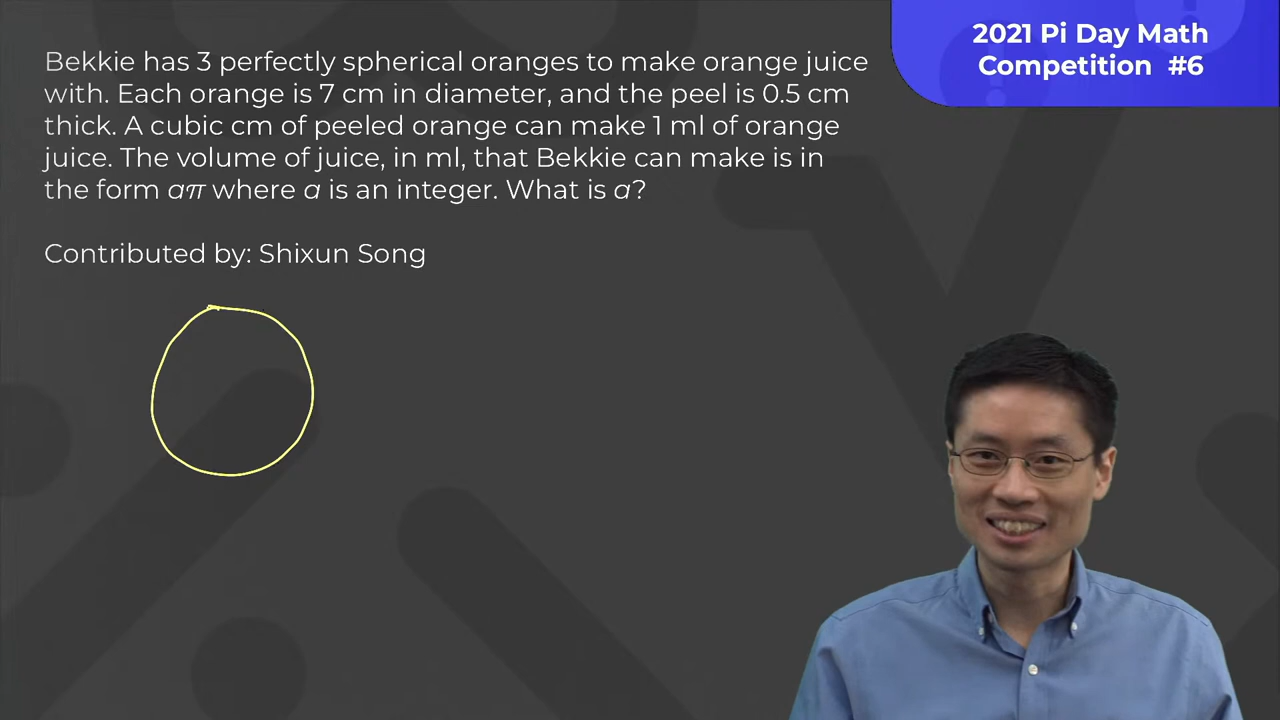 2021 Pi Day Math
Competition #6
Bekkie has 3 perfectly spherical oranges to make orange juice
with. Each orange is 7 cm in diameter, and the peel is 0.5 cm
thick. A cubic cm of peeled orange can make 1 ml of orange
juice. The volume of juice, in ml, that Bekkie can make is in
the form aπ where a is an integer. What is a?
Contributed by: Shixun Song